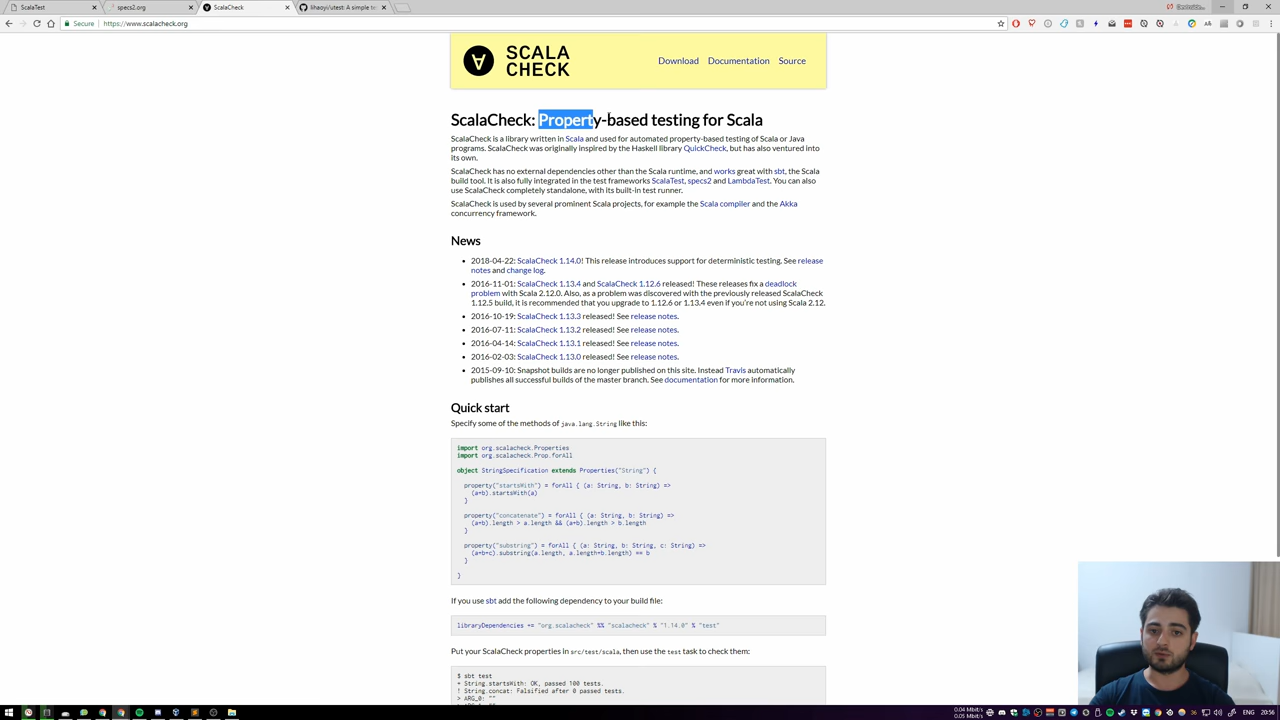 ScalaTest
specs2.org
ScalaCheck
lihaoyi/utest: A simple te
Secure
https://www.scalacheck.org
SCALA
CHECK
Download Documentation Source
ScalaCheck: Property-based testing for Scala
ScalaCheck is a library written in Scala and used for automated property-based testing of Scala or Java
programs. ScalaCheck was originally inspired by the Haskell library QuickCheck, but has also ventured into
its own.
ScalaCheck has no external dependencies other than the Scala runtime, and works great with sbt, the Scala
build tool. It is also fully integrated in the test frameworks ScalaTest, specs2 and LambdaTest. You can also
use ScalaCheck completely standalone, with its built-in test runner.
ScalaCheck is used by several prominent Scala projects, for example the Scala compiler and the Akka
concurrency framework.
News
• 2018-04-22: ScalaCheck 1.14.0! This release introduces support for deterministic testing. See release
notes and change log.
• 2016-11-01: ScalaCheck 1.13.4 and ScalaCheck 1.12.6 released! These releases fix a deadlock
problem with Scala 2.12.0. Also, as a problem was discovered with the previously released ScalaCheck
1.12.5 build, it is recommended that you upgrade to 1.12.6 or 1.13.4 even if you're not using Scala 2.12.
• 2016-10-19: ScalaCheck 1.13.3 released! See release notes.
• 2016-07-11: ScalaCheck 1.13.2 released! See release notes.
• 2016-04-14: ScalaCheck 1.13.1 released! See release notes.
• 2016-02-03: ScalaCheck 1.13.0 released! See release notes.
• 2015-09-10: Snapshot builds are no longer published on this site. Instead Travis automatically
publishes all successful builds of the master branch. See documentation for more information.
Quick start
Specify some of the methods of java.lang.String like this:
import org.scalacheck.Properties
import org.scalacheck.Prop.forAll
object StringSpecification extends Properties("String") {
property("startsWith") = forAll { (a: String, b: String) =>
(a+b).startsWith(a)
}
property("concatenate") = forAll { (a: String, b: String) =>
(a+b).length > a.length && (a+b).length > b.length
}
property("substring") = forAll { (a: String, b: String, c: String) =>
(a+b+c).substring(a.length, a.length+b.length) == b
}
}
If you use sbt add the following dependency to your build file:
libraryDependencies += "org.scalacheck" %% "scalacheck" % "1.14.0" % "test"
Put your ScalaCheck properties in src/test/scala, then use the test task to check them:
$ sbt test
+ String.startsWith: OK, passed 100 tests.
! String.concat: Falsified after 0 passed tests.
> ARG_0: ""
0.04 Mbit/s
0.05 Mbit/s
36
ENG
20:56